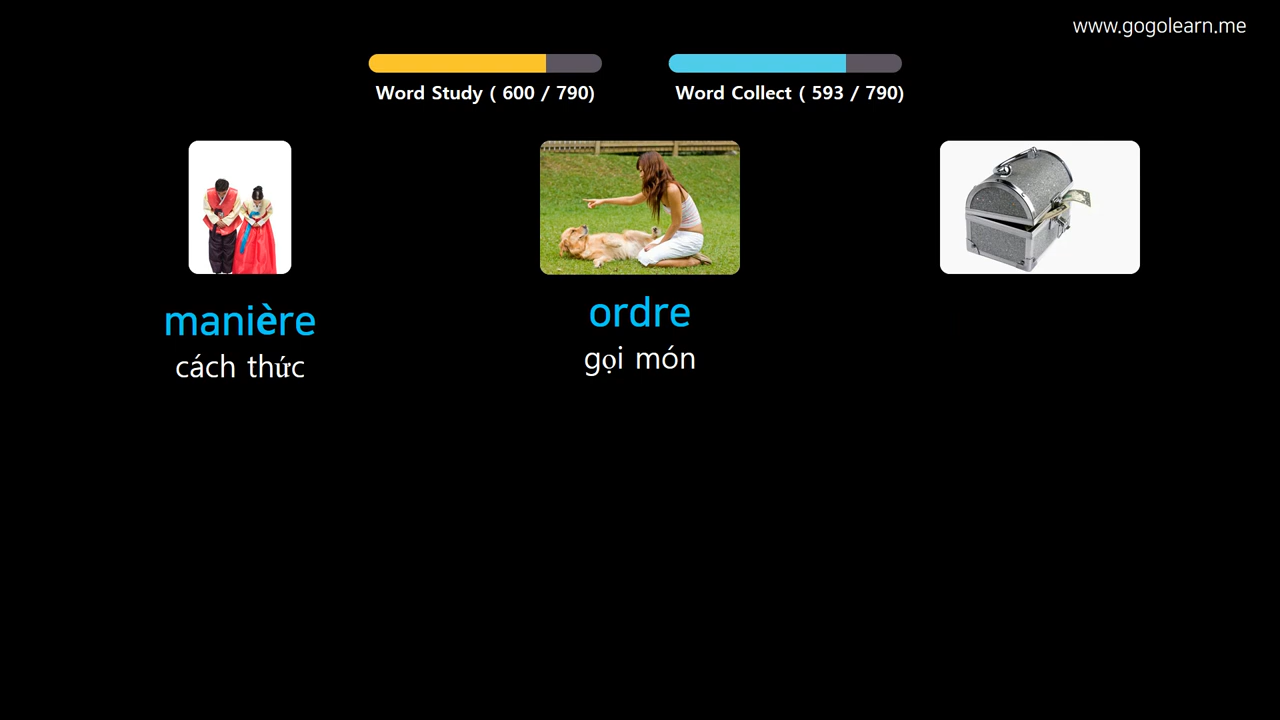 www.gogolearn.me
Word Study ( 600 / 790)
Word Collect ( 593 / 790)
manière
cách thức
ordre
gọi món